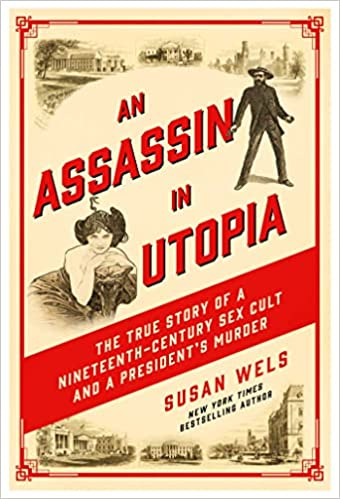 AN
ASSASSIN
IN
UTOPIA
THE TRUE STORY OF A
NINETEENTH-CENTURY SEX CULT
AND A PRESIDENT'S MURDER
SUSAN WELS
NEW YORK TIMES
BESTSELLING AUTHOR